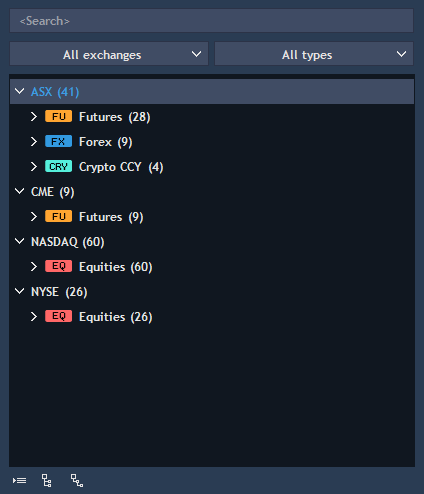 <Search>
All exchanges All types
ASX (41)
FU Futures (28)
FX Forex (9)
CRY Crypto CCY (4)
CME (9)
FU Futures (9)
NASDAQ (60)
EQ Equities (60)
NYSE (26)
EQ Equities (26)